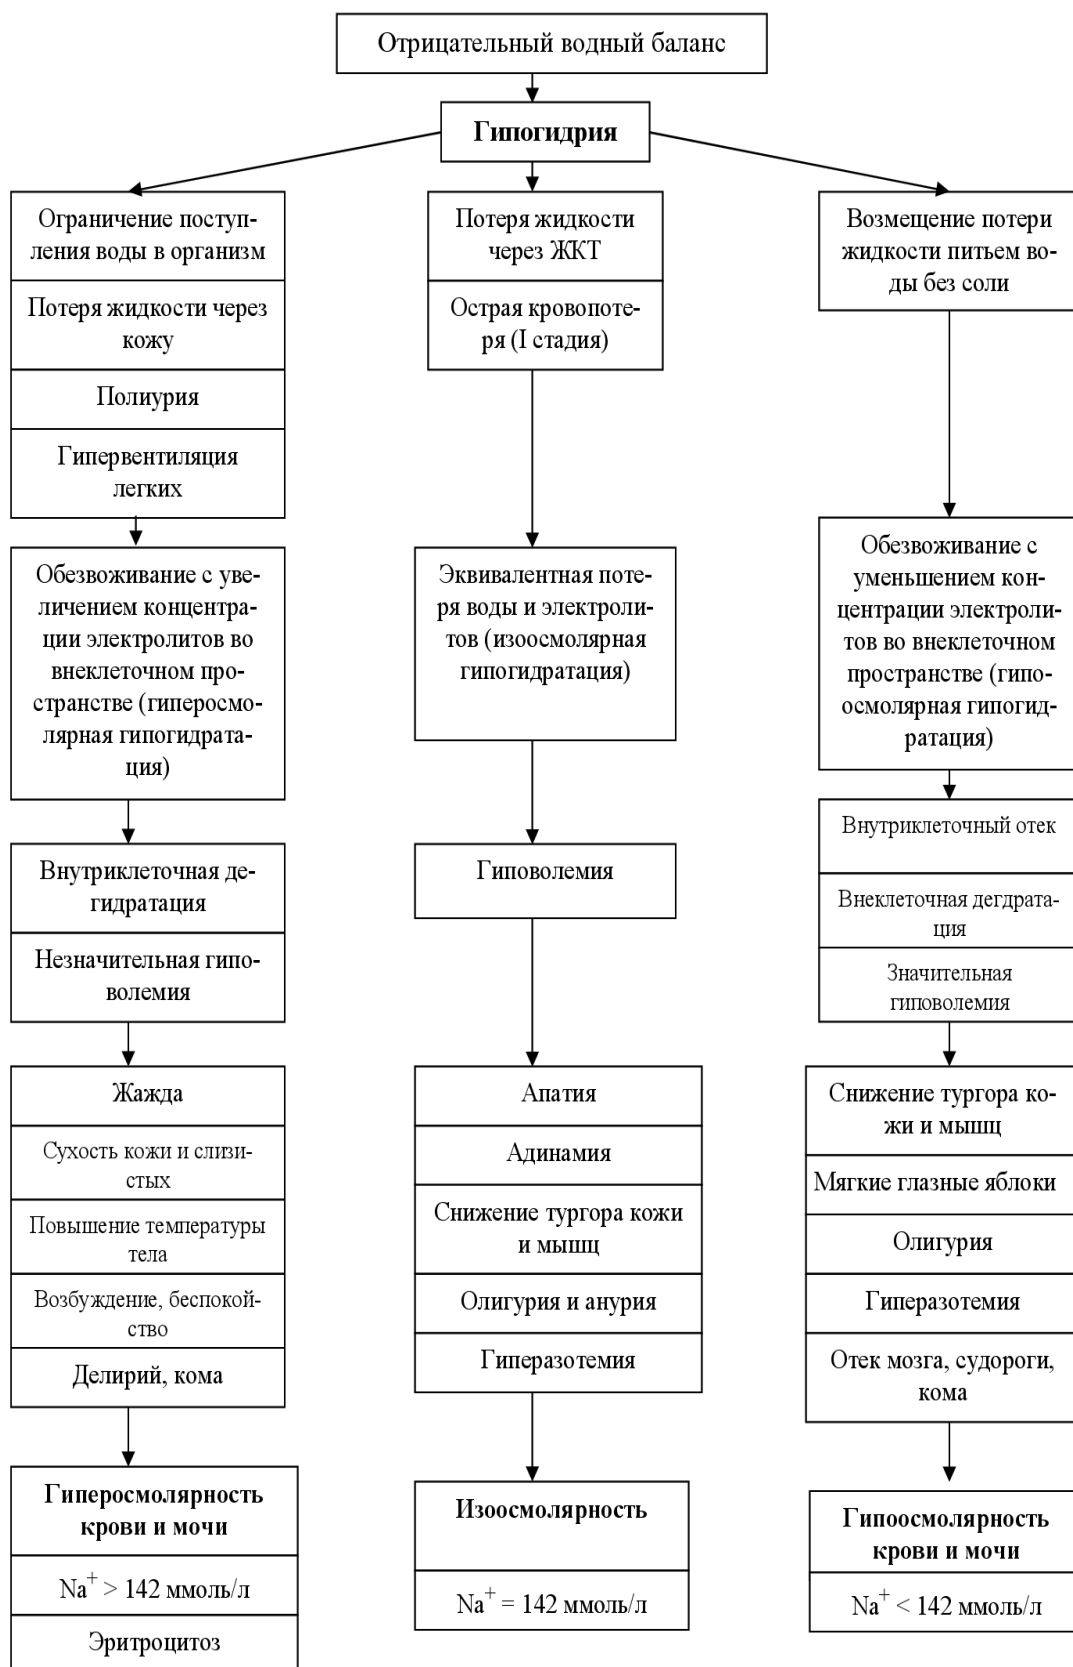 Отрицательный водный баланс
Гипогидрия
Ограничение поступ-
ления воды в организм
Потеря жидкости через
кожу
Полиурия
Гипервентиляция
легких
Обезвоживание с уве-
личением концентра-
ции электролитов во
внеклеточном про-
странстве (гиперосмо-
лярная гипогидрата-
ция)
Внутриклеточная де-
гидратация
Незначительная гипо-
волемия
Жажда
Сухость кожи и слизи-
стых
Повышение температуры
тела
Возбуждение, беспокой-
ство
Делирий, кома
Гиперосмолярность
крови и мочи
Na⁺ > 142 ммоль/л
Эритроцитоз
Потеря жидкости
через ЖКТ
Острая кровопоте-
ря (I стадия)
Эквивалентная поте-
ря воды и электроли-
тов (изоосмолярная
гипогидратация)
Гиповолемия
Апатия
Адинамия
Снижение тургора кожи
и мышц
Олигурия и анурия
Гиперазотемия
Изоосмолярность
Na⁺ = 142 ммоль/л
Возмещение потери
жидкости питьем во-
ды без соли
Обезвоживание с
уменьшением кон-
центрации электроли-
тов во внеклеточном
пространстве (гипо-
осмолярная гипогид-
ратация)
Внутриклеточный отек
Внеклеточная дегдрата-
ция
Значительная
гиповолемия
Снижение тургора ко-
жи и мышц
Мягкие глазные яблоки
Олигурия
Гиперазотемия
Отек мозга, судороги,
кома
Гипоосмолярность
крови и мочи
Na⁺ < 142 ммоль/л